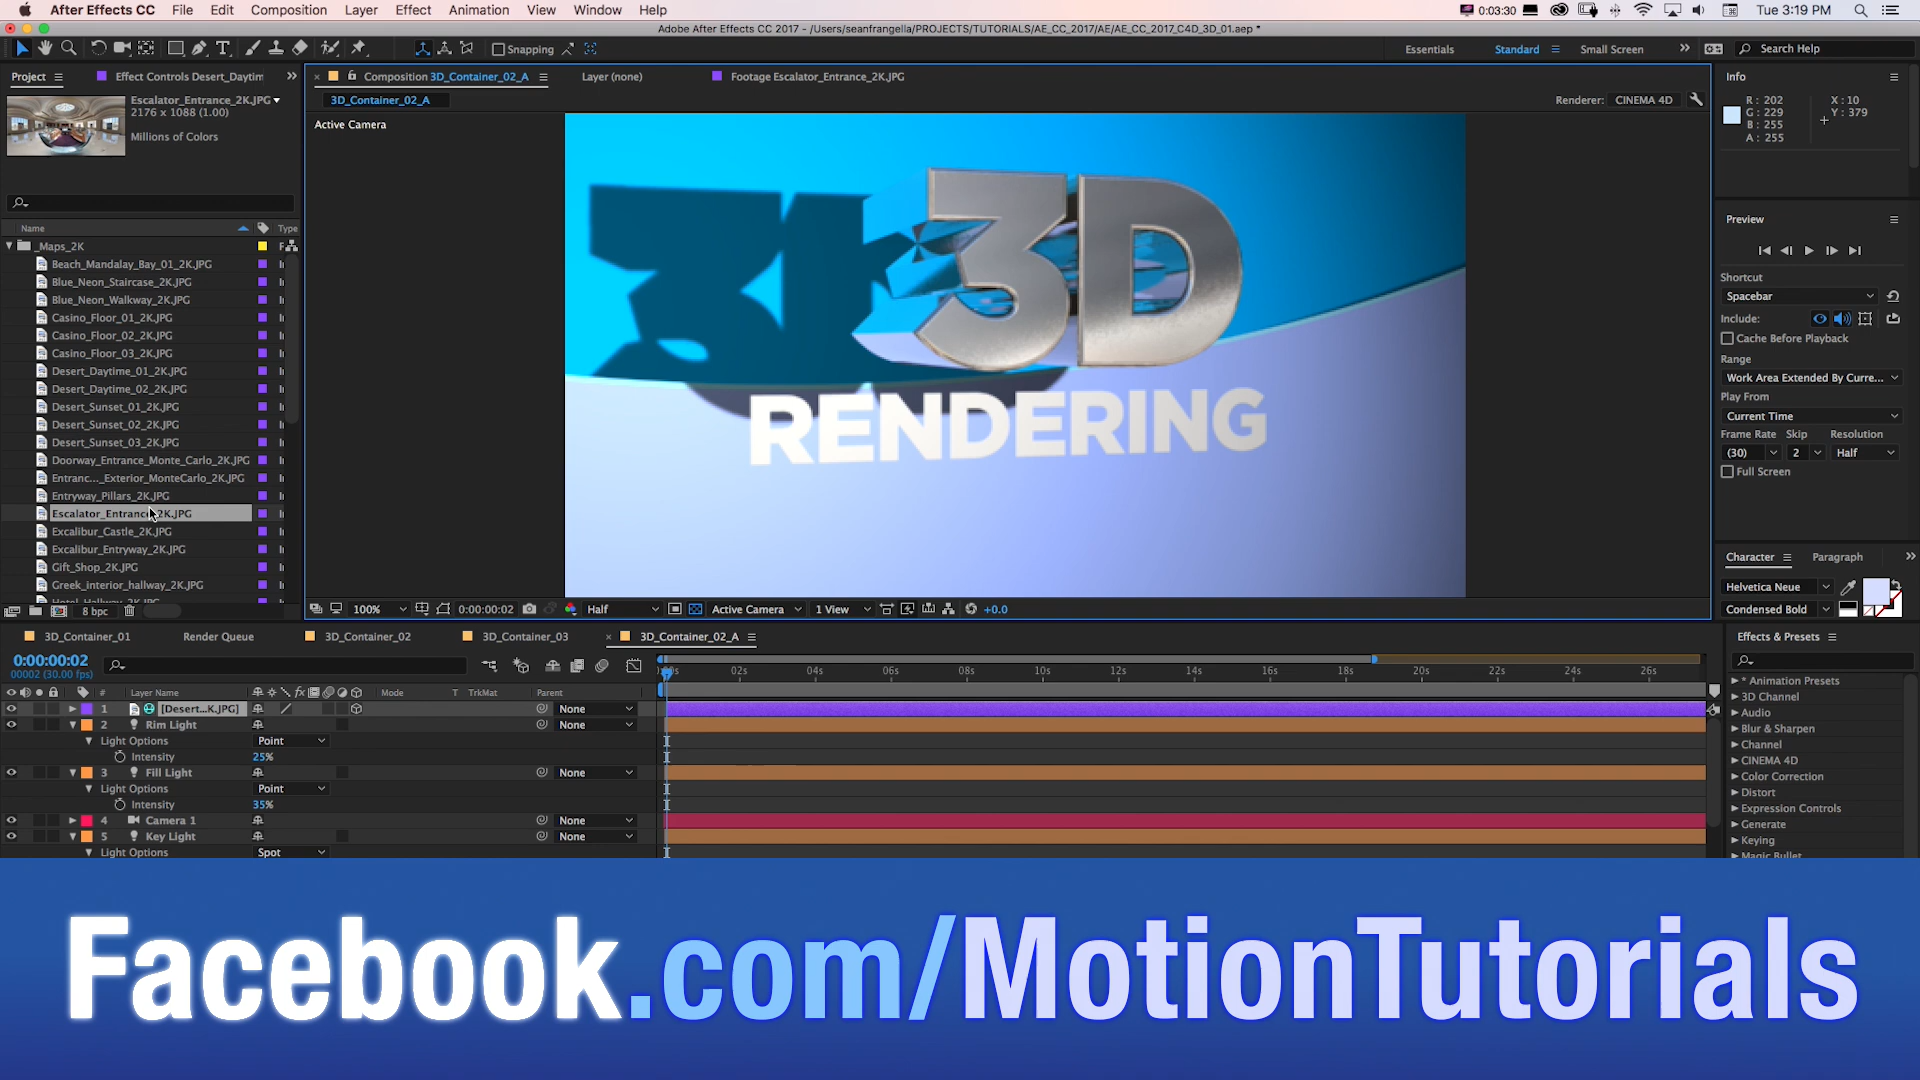 After Effects CC File Edit Composition Layer Effect Animation View Window Help 0:03:30 Tue 3:19 PM
Adobe After Effects CC 2017 - /Users/seanfrangella/PROJECTS/TUTORIALS/AE_CC_2017/AE/AE_CC_2017_C4D_3D_01.aep *
Snapping Essentials Standard Small Screen Search Help
Project Effect Controls Desert_Daytim Composition 3D_Container_02_A Layer (none) Footage Escalator_Entrance_2K.JPG Info
Escalator_Entrance_2K.JPG
2176 x 1088 (1.00)
Millions of Colors
3D_Container_02_A Renderer: CINEMA 4D
Active Camera
R: 202
G: 229
B: 255
A: 255
X: 10
Y: 379
3D
RENDERING
Name Type
_Maps_2K
Beach_Mandalay_Bay_01_2K.JPG
Blue_Neon_Staircase_2K.JPG
Blue_Neon_Walkway_2K.JPG
Casino_Floor_01_2K.JPG
Casino_Floor_02_2K.JPG
Casino_Floor_03_2K.JPG
Desert_Daytime_01_2K.JPG
Desert_Daytime_02_2K.JPG
Desert_Sunset_01_2K.JPG
Desert_Sunset_02_2K.JPG
Desert_Sunset_03_2K.JPG
Doorway_Entrance_Monte_Carlo_2K.JPG
Entranc..._Exterior_MonteCarlo_2K.JPG
Entryway_Pillars_2K.JPG
Escalator_Entrance_2K.JPG
Excalibur_Castle_2K.JPG
Excalibur_Entryway_2K.JPG
Gift_Shop_2K.JPG
Greek_interior_hallway_2K.JPG
8 bpc
100% 0:00:00:02 Half Active Camera 1 View +0.0
Preview
Shortcut
Spacebar
Include:
Cache Before Playback
Range
Work Area Extended By Curre...
Play From
Current Time
Frame Rate Skip Resolution
(30) 2 Half
Full Screen
Character Paragraph
Helvetica Neue
Condensed Bold
3D_Container_01 Render Queue 3D_Container_02 3D_Container_03 3D_Container_02_A
0:00:00:02
00002 (30.00 fps)
02s 04s 06s 08s 10s 12s 14s 16s 18s 20s 22s 24s 26s
# Layer Name Mode T TrkMat Parent
1 [Desert...K.JPG] None
2 Rim Light None
Light Options Point
Intensity 25%
3 Fill Light None
Light Options Point
Intensity 35%
4 Camera 1 None
5 Key Light None
Light Options Spot
Effects & Presets
* Animation Presets
3D Channel
Audio
Blur & Sharpen
Channel
CINEMA 4D
Color Correction
Distort
Expression Controls
Generate
Keying
Magic Bullet
Facebook.com/MotionTutorials